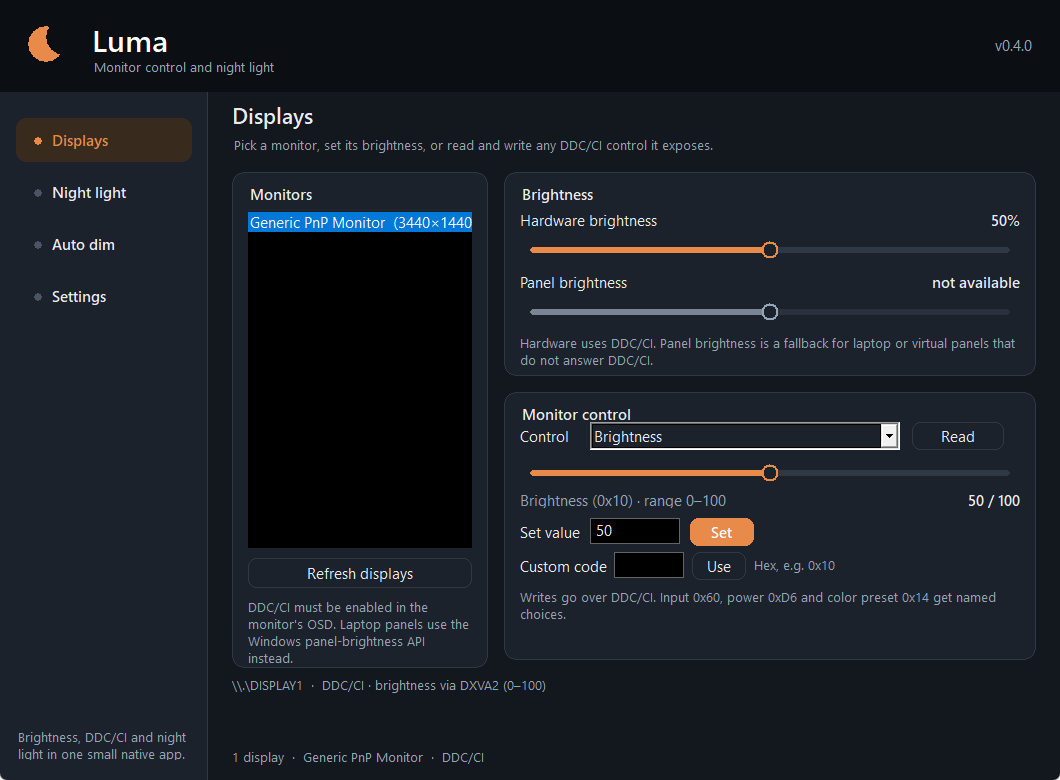 Luma
Monitor control and night light
v0.4.0
Displays
Night light
Auto dim
Settings
Brightness, DDC/CI and night
light in one small native app.
Displays
Pick a monitor, set its brightness, or read and write any DDC/CI control it exposes.
Monitors
Generic PnP Monitor (3440×1440
Refresh displays
DDC/CI must be enabled in the
monitor's OSD. Laptop panels use the
Windows panel-brightness API
instead.
Brightness
Hardware brightness 50%
Panel brightness not available
Hardware uses DDC/CI. Panel brightness is a fallback for laptop or virtual panels that
do not answer DDC/CI.
Monitor control
Control Brightness Read
Brightness (0x10) · range 0–100 50 / 100
Set value 50 Set
Custom code Use Hex, e.g. 0x10
Writes go over DDC/CI. Input 0x60, power 0xD6 and color preset 0x14 get named
choices.
\\.\DISPLAY1 · DDC/CI · brightness via DXVA2 (0–100)
1 display · Generic PnP Monitor · DDC/CI